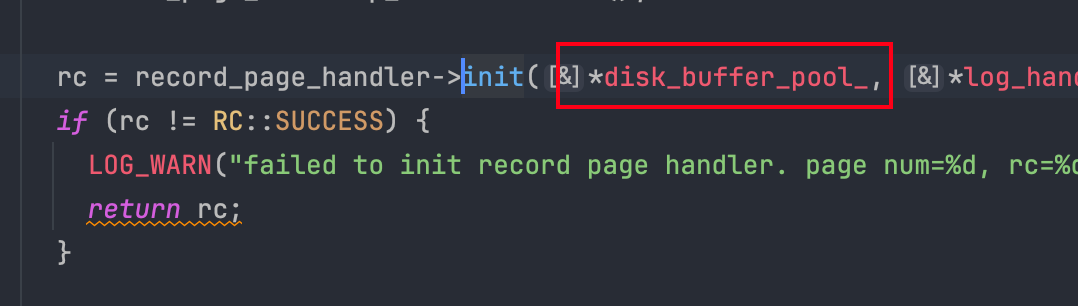 rc = record_page_handler->init([&]*disk_buffer_pool_, [&]*log_han
if (rc != RC::SUCCESS) {
LOG_WARN("failed to init record page handler. page num=%d, rc=%
return rc;
}